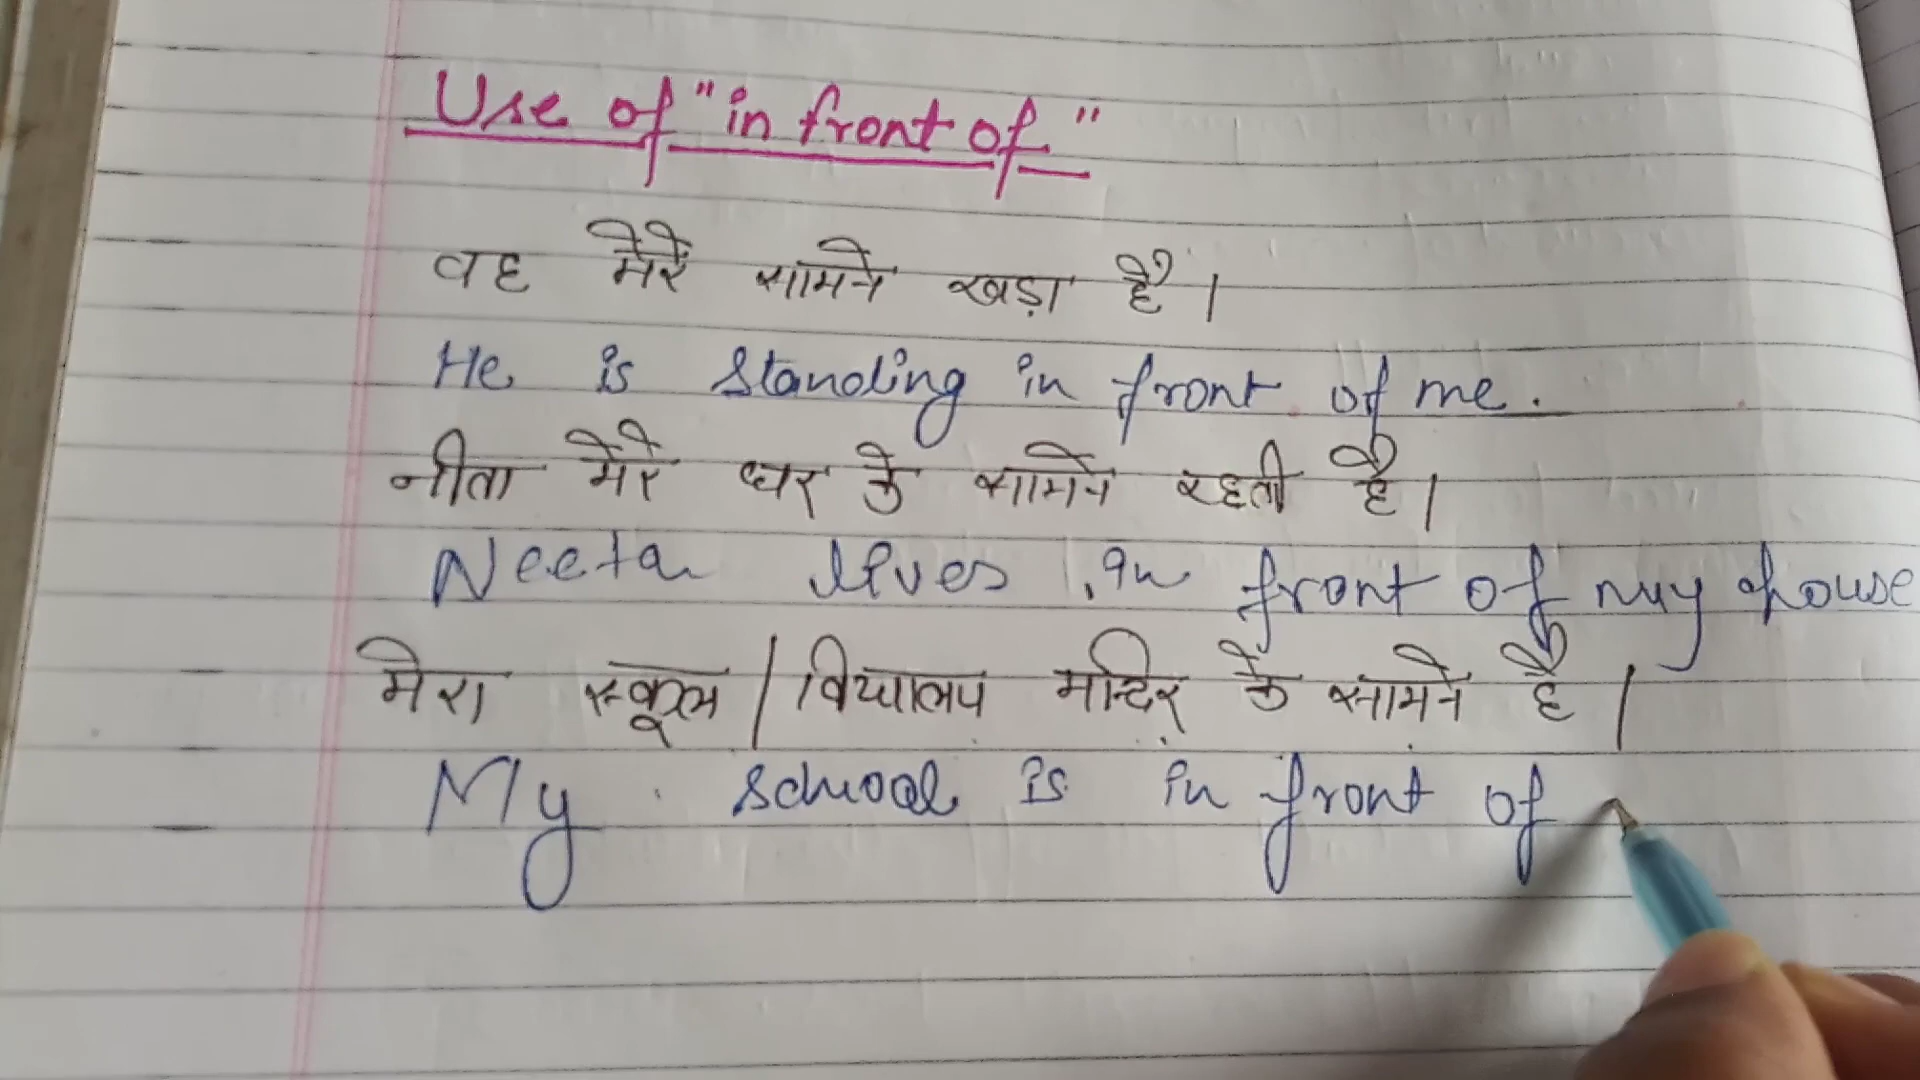 Use of "in front of"
वह मेरे सामने खड़ा है।
He is standing in front of me.
नीता मेरे घर के सामने रहती है।
Neeta lives in front of my house
मेरा स्कूल / विद्यालय मन्दिर के सामने है।
My school is in front of